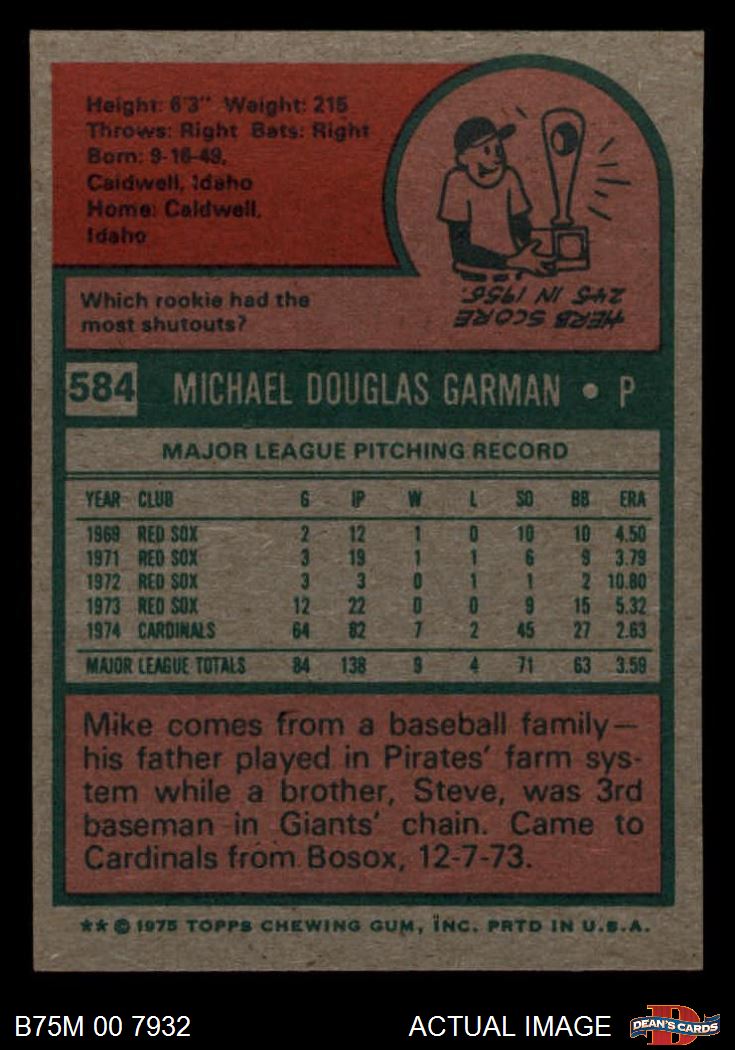 Height: 6'3" Weight: 215
Throws: Right Bats: Right
Born: 9-16-49,
Caldwell, Idaho
Home: Caldwell,
Idaho
Which rookie had the
most shutouts?
HERB SCORE
245 IN 1955.
584 MICHAEL DOUGLAS GARMAN • P
MAJOR LEAGUE PITCHING RECORD
YEAR CLUB G IP W L SO BB ERA
1969 RED SOX 2 12 1 0 10 10 4.50
1971 RED SOX 3 19 1 1 6 9 3.79
1972 RED SOX 3 3 0 1 1 2 10.80
1973 RED SOX 12 22 0 0 9 15 5.32
1974 CARDINALS 64 82 7 2 45 27 2.63
MAJOR LEAGUE TOTALS 84 138 9 4 71 63 3.59
Mike comes from a baseball family—
his father played in Pirates' farm sys-
tem while a brother, Steve, was 3rd
baseman in Giants' chain. Came to
Cardinals from Bosox, 12-7-73.
** © 1975 TOPPS CHEWING GUM, INC. PRTD IN U.S.A.
B75M 00 7932 ACTUAL IMAGE DEAN'S CARDS